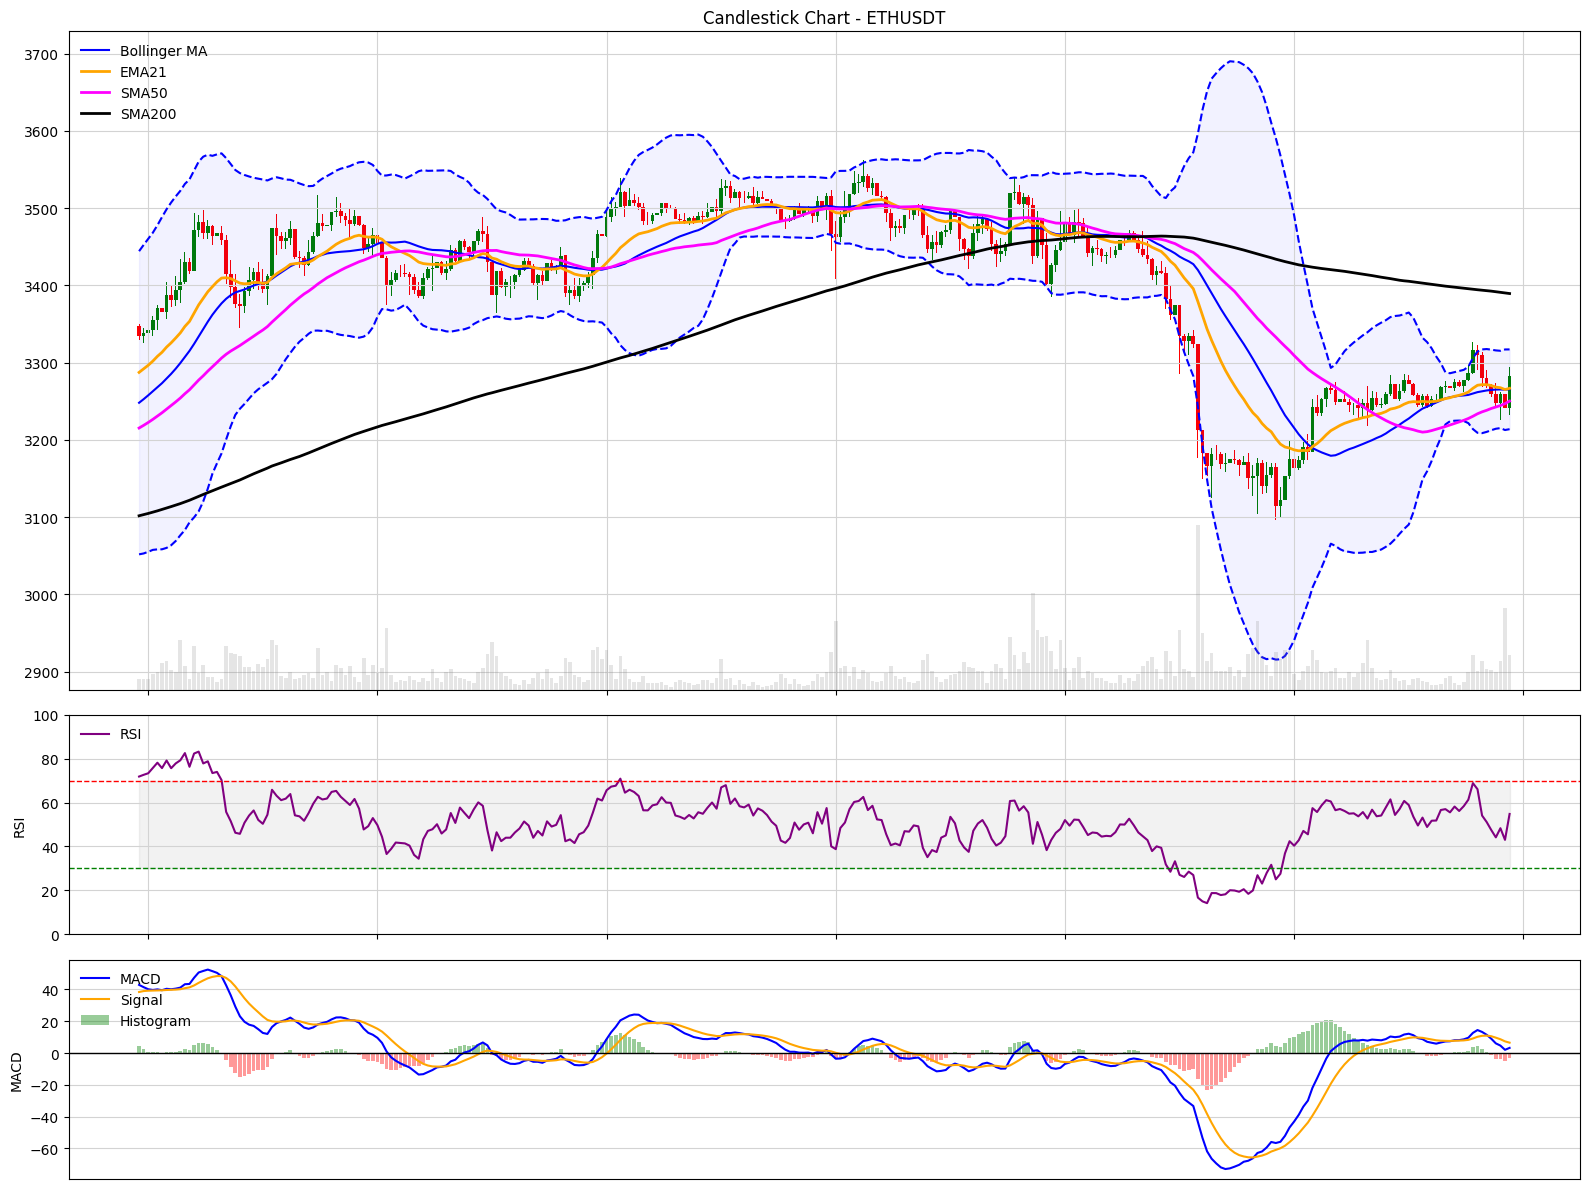 Candlestick Chart - ETHUSDT
Bollinger MA
EMA21
SMA50
SMA200
3700
3600
3500
3400
3300
3200
3100
3000
2900
RSI
RSI
100
80
60
40
20
0
MACD
Signal
Histogram
MACD
40
20
0
−20
−40
−60